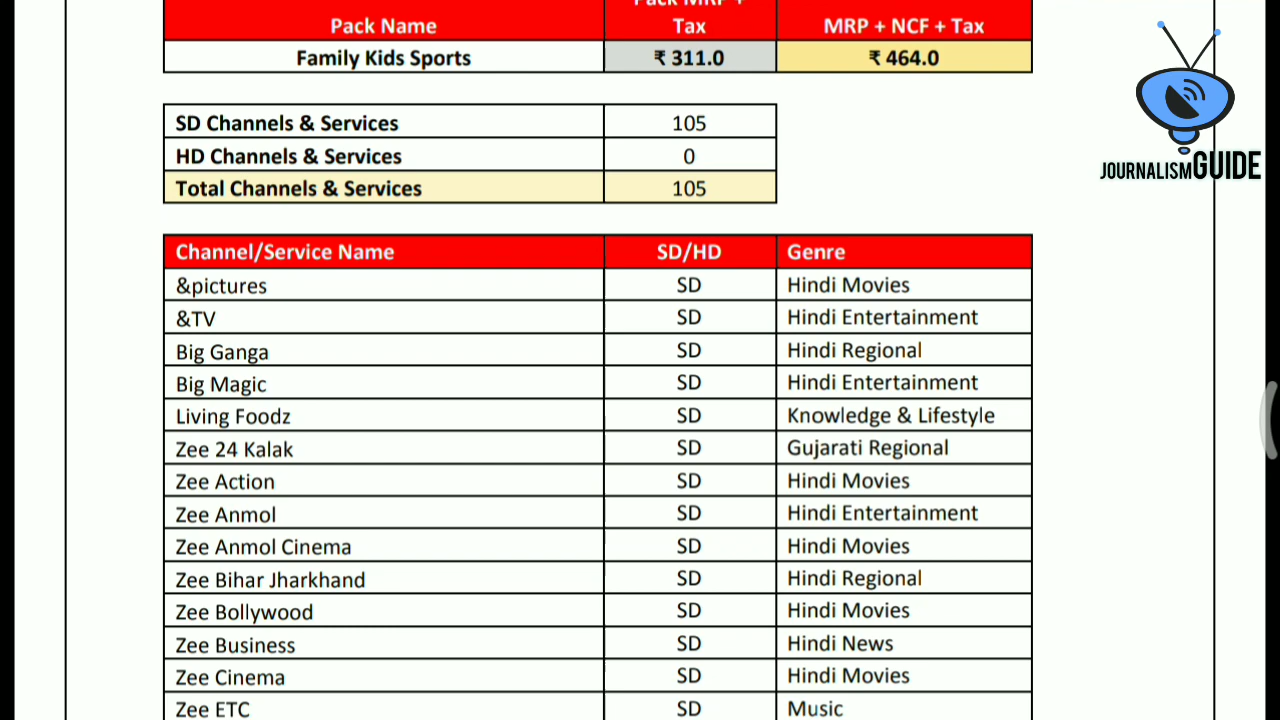 Pack MRP +
Pack Name Tax MRP + NCF + Tax
Family Kids Sports ₹ 311.0 ₹ 464.0
JOURNALISMGUIDE
SD Channels & Services 105
HD Channels & Services 0
Total Channels & Services 105
Channel/Service Name SD/HD Genre
&pictures SD Hindi Movies
&TV SD Hindi Entertainment
Big Ganga SD Hindi Regional
Big Magic SD Hindi Entertainment
Living Foodz SD Knowledge & Lifestyle
Zee 24 Kalak SD Gujarati Regional
Zee Action SD Hindi Movies
Zee Anmol SD Hindi Entertainment
Zee Anmol Cinema SD Hindi Movies
Zee Bihar Jharkhand SD Hindi Regional
Zee Bollywood SD Hindi Movies
Zee Business SD Hindi News
Zee Cinema SD Hindi Movies
Zee ETC SD Music